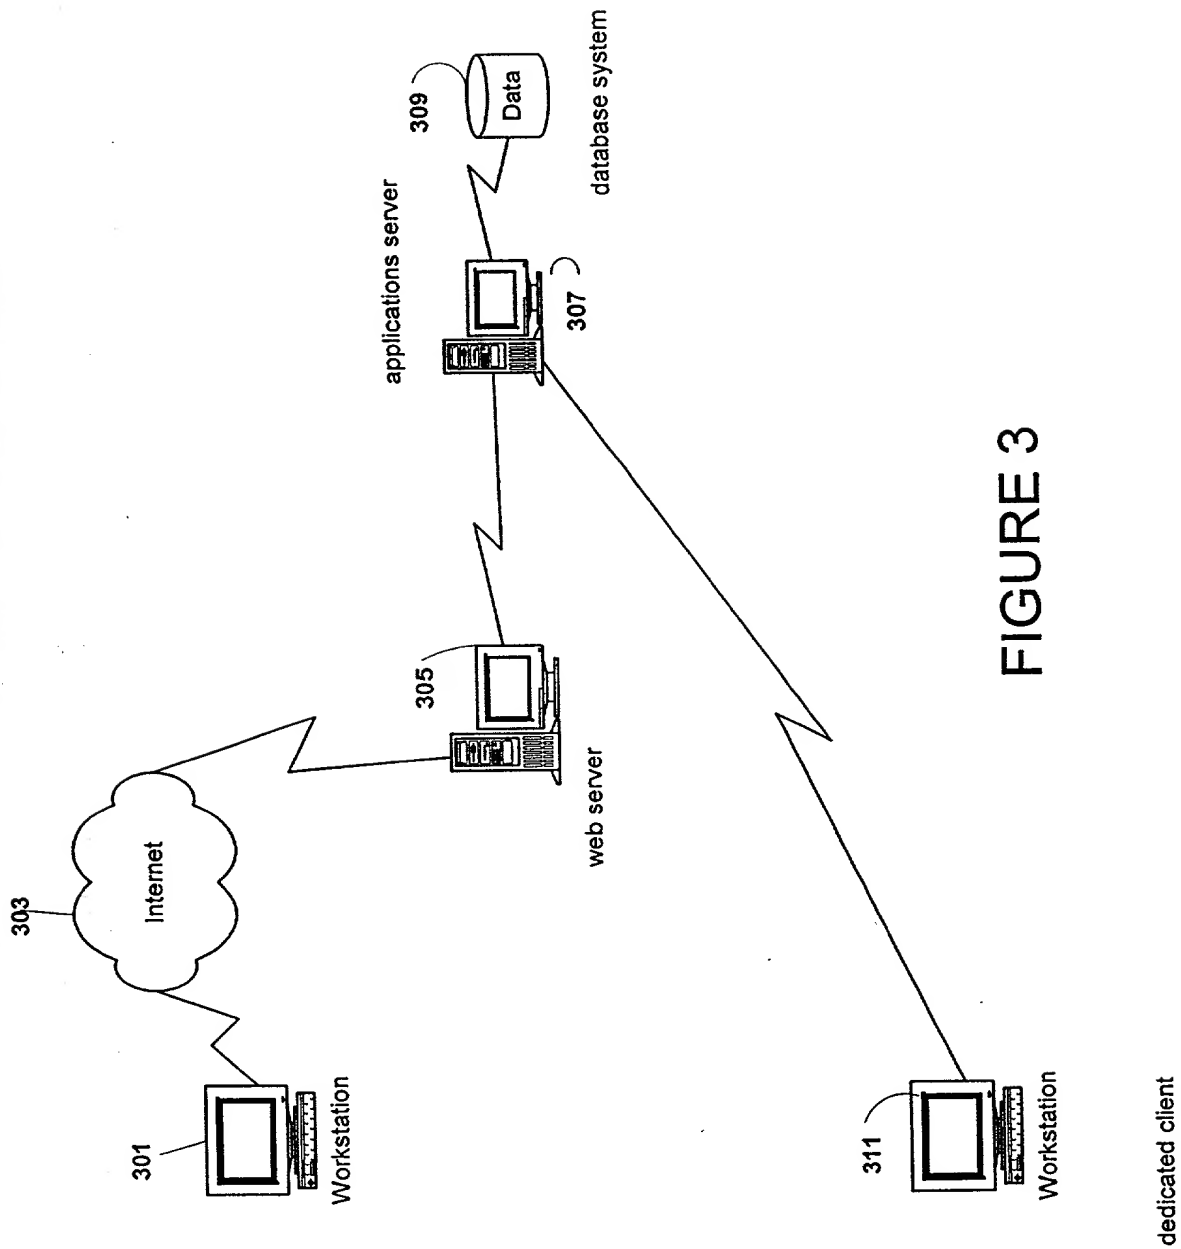 303
Internet
301
Workstation
305
web server
applications server
307
309
Data
database system
311
Workstation
dedicated client
FIGURE 3